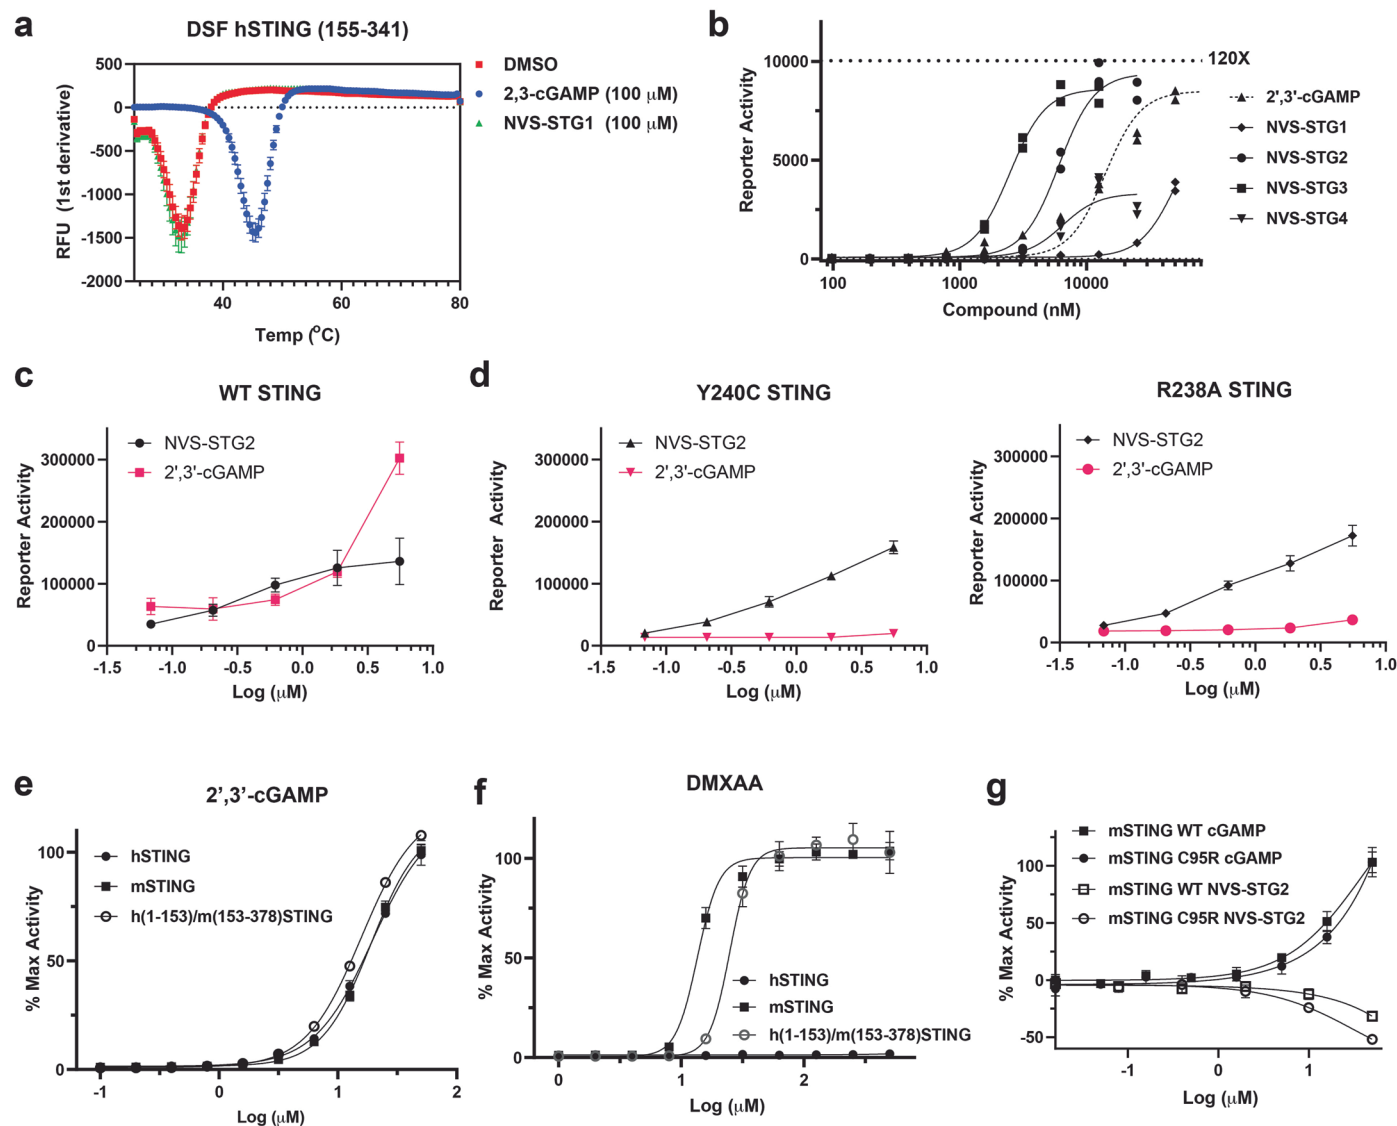 a
DSF hSTING (155-341)
RFU (1st derivative)
500
0
-500
-1000
-1500
-2000
40
60
80
Temp (°C)
DMSO
2,3-cGAMP (100 μM)
NVS-STG1 (100 μM)
b
Reporter Activity
10000
5000
0
100
1000
10000
Compound (nM)
120X
2',3'-cGAMP
NVS-STG1
NVS-STG2
NVS-STG3
NVS-STG4
c
WT STING
NVS-STG2
2',3'-cGAMP
Reporter Activity
300000
200000
100000
0
-1.5
-1.0
-0.5
0.0
0.5
1.0
Log (μM)
d
Y240C STING
NVS-STG2
2',3'-cGAMP
Reporter Activity
300000
200000
100000
0
-1.5
-1.0
-0.5
0.0
0.5
1.0
Log (μM)
R238A STING
NVS-STG2
2',3'-cGAMP
Reporter Activity
300000
200000
100000
0
-1.5
-1.0
-0.5
0.0
0.5
1.0
Log (μM)
e
2',3'-cGAMP
hSTING
mSTING
h(1-153)/m(153-378)STING
% Max Activity
100
50
0
-1
0
1
2
Log (μM)
f
DMXAA
% Max Activity
100
50
0
hSTING
mSTING
h(1-153)/m(153-378)STING
0
1
2
Log (μM)
g
mSTING WT cGAMP
mSTING C95R cGAMP
mSTING WT NVS-STG2
mSTING C95R NVS-STG2
% Max Activity
100
50
0
-50
-1
0
1
Log (μM)